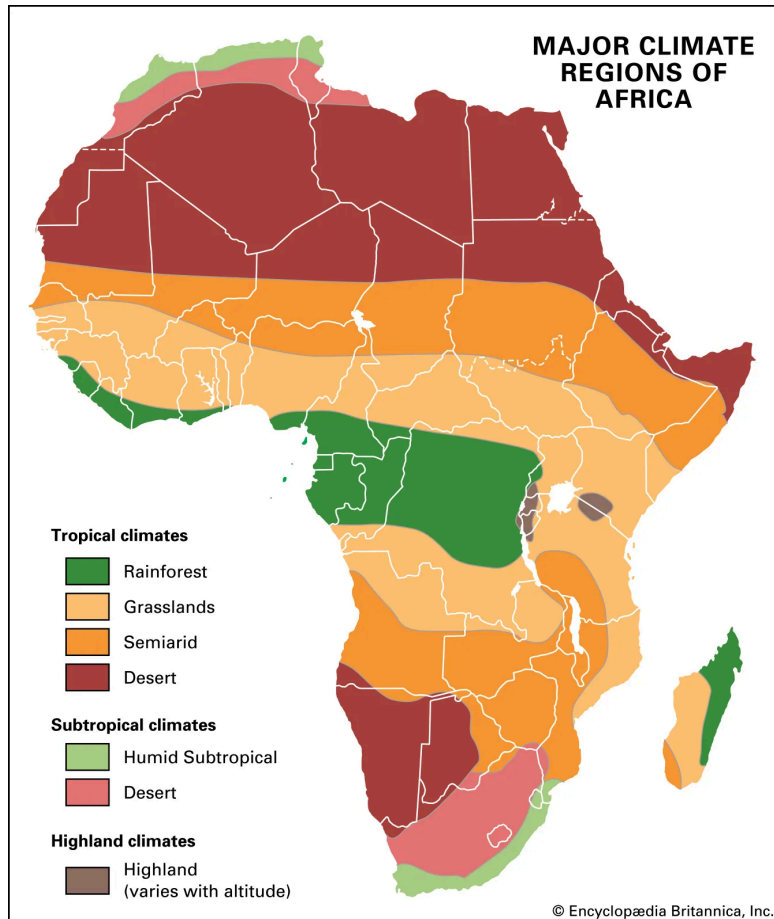 MAJOR CLIMATE
REGIONS OF
AFRICA
Tropical climates
Rainforest
Grasslands
Semiarid
Desert
Subtropical climates
Humid Subtropical
Desert
Highland climates
Highland
(varies with altitude)
© Encyclopædia Britannica, Inc.